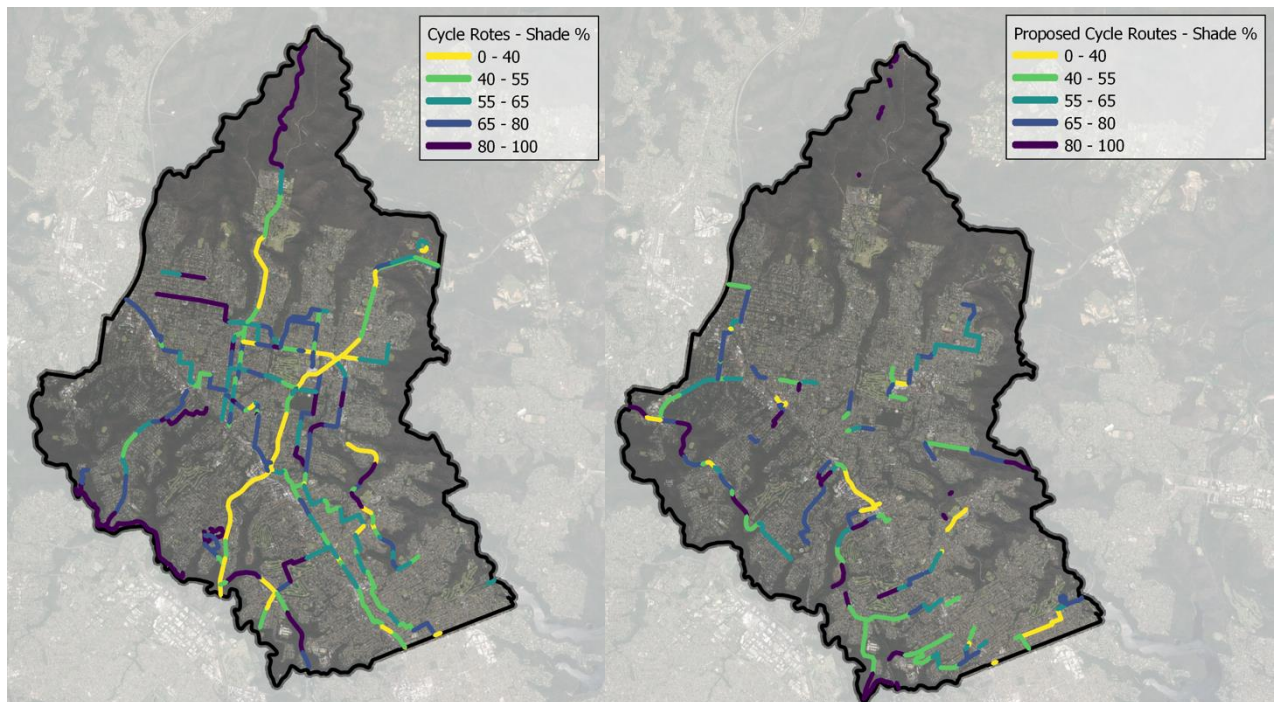 Cycle Rotes - Shade %
0 - 40
40 - 55
55 - 65
65 - 80
80 - 100
Proposed Cycle Routes - Shade %
0 - 40
40 - 55
55 - 65
65 - 80
80 - 100